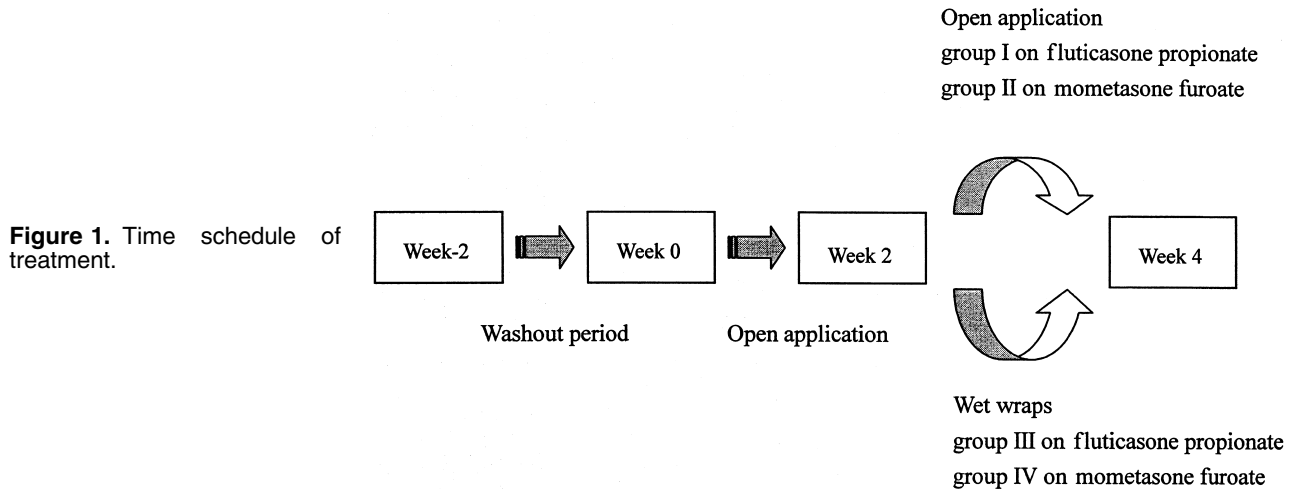 Open application
group I on fluticasone propionate
group II on mometasone furoate
Figure 1. Time schedule of
treatment.
Week-2
Week 0
Week 2
Week 4
Washout period
Open application
Wet wraps
group III on fluticasone propionate
group IV on mometasone furoate